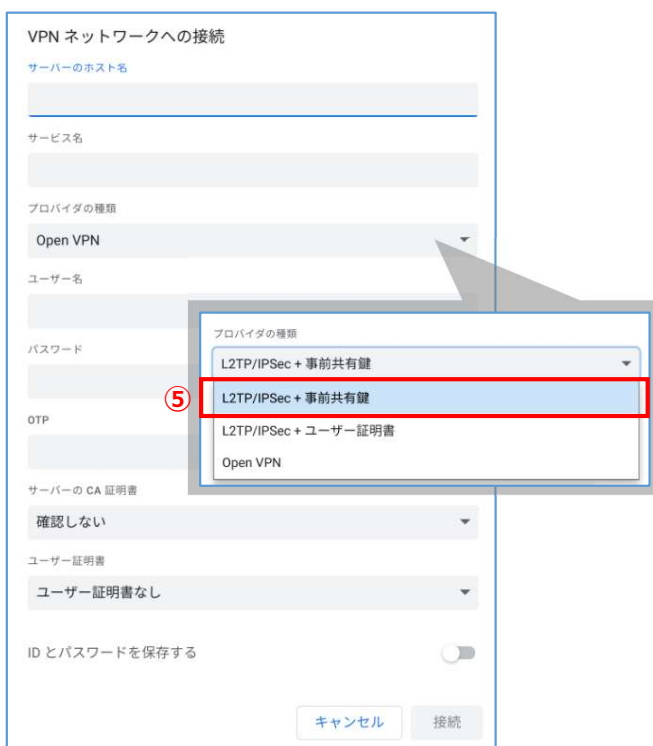 VPN ネットワークへの接続
サーバーのホスト名
サービス名
プロバイダの種類
Open VPN
ユーザー名
パスワード
OTP
サーバーの CA 証明書
確認しない
ユーザー証明書
ユーザー証明書なし
ID とパスワードを保存する
キャンセル 接続
プロバイダの種類
L2TP/IPSec + 事前共有鍵
⑤ L2TP/IPSec + 事前共有鍵
L2TP/IPSec + ユーザー証明書
Open VPN